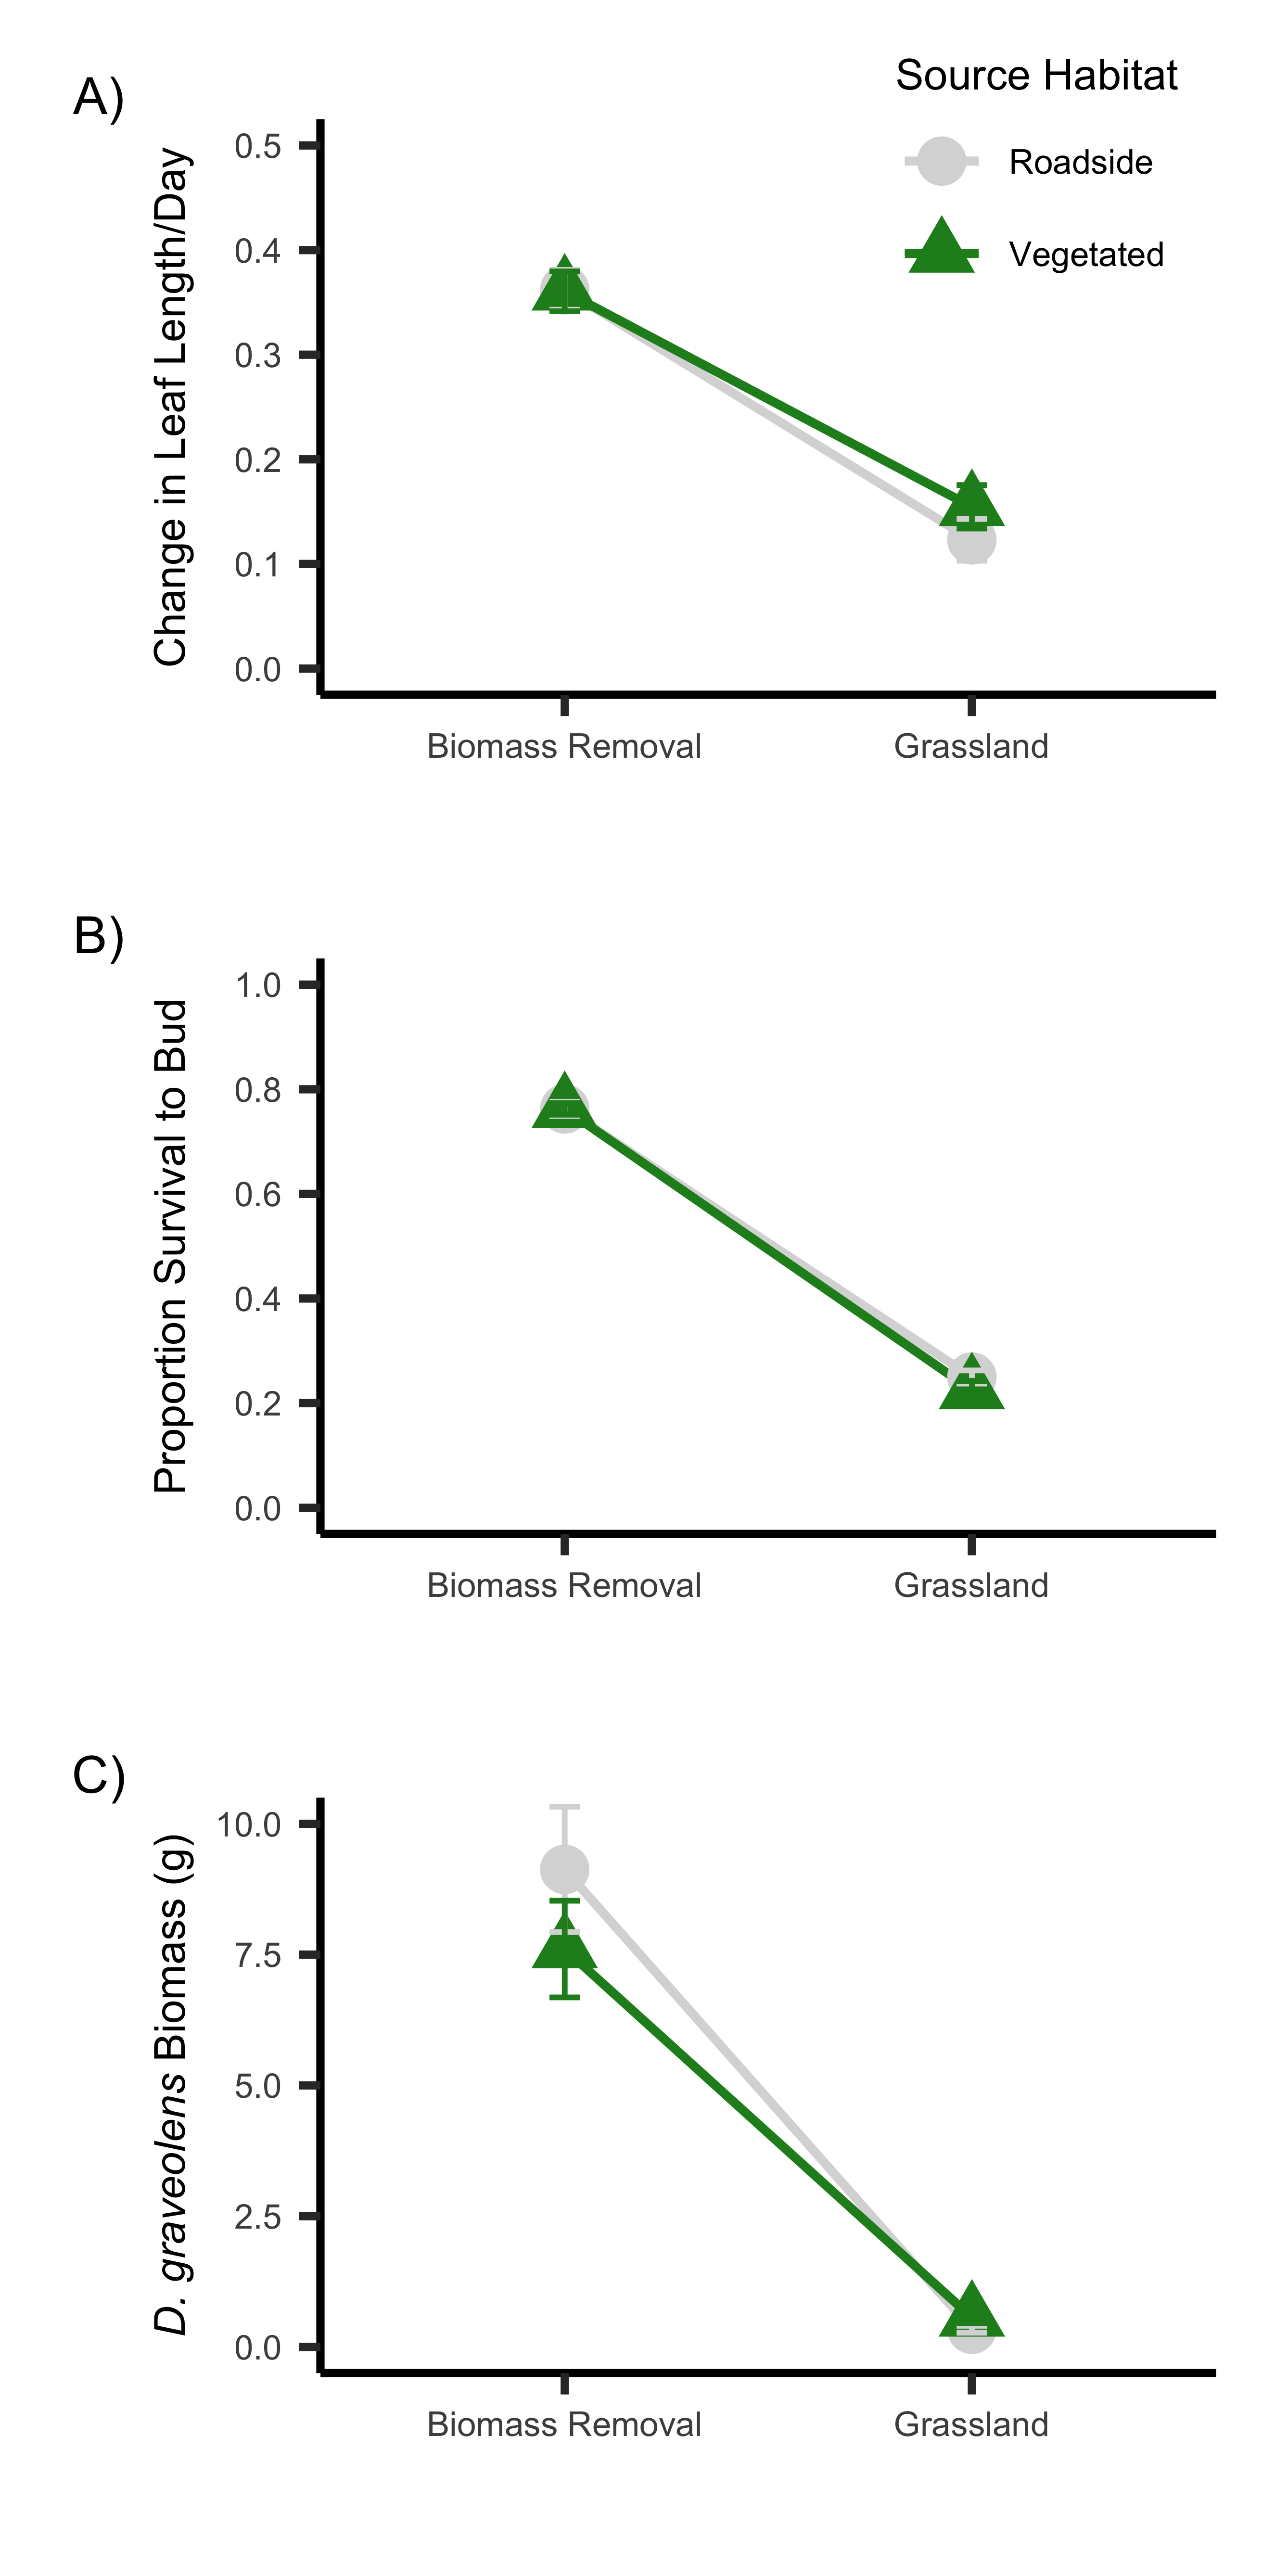 A)
Source Habitat
Roadside
Vegetated
Change in Leaf Length/Day
0.5
0.4
0.3
0.2
0.1
0.0
Biomass Removal
Grassland
B)
Proportion Survival to Bud
1.0
0.8
0.6
0.4
0.2
0.0
Biomass Removal
Grassland
C)
D. graveolens Biomass (g)
10.0
7.5
5.0
2.5
0.0
Biomass Removal
Grassland